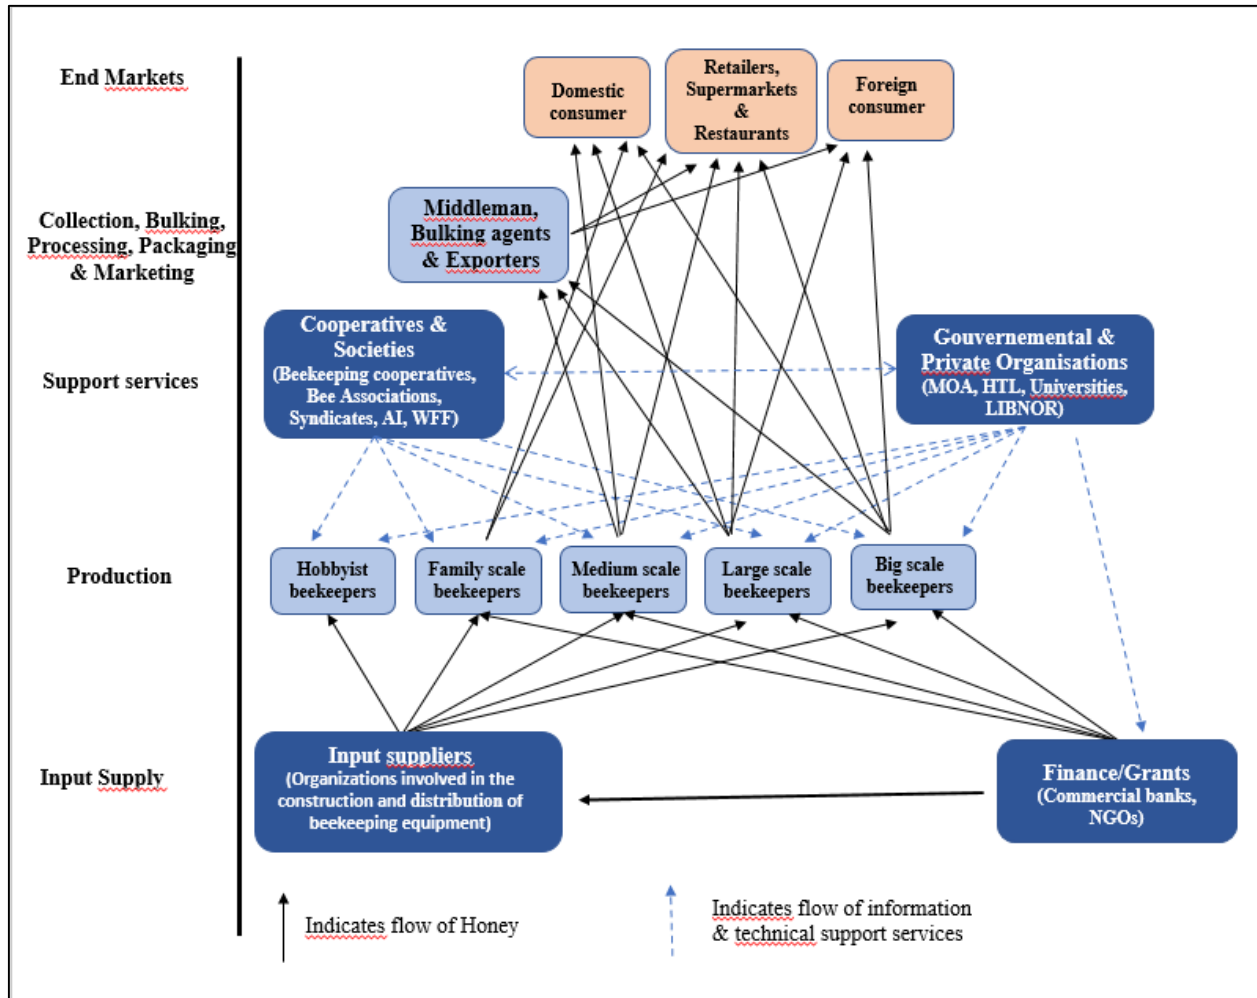 End Markets
Domestic
consumer
Retailers,
Supermarkets
&
Restaurants
Foreign
consumer
Collection, Bulking,
Processing, Packaging
& Marketing
Middleman,
Bulking agents
& Exporters
Support services
Cooperatives &
Societies
(Beekeeping cooperatives,
Bee Associations,
Syndicates, AI, WFF)
Gouvernemental &
Private Organisations
(MOA, HTL, Universities,
LIBNOR)
Production
Hobbyist
beekeepers
Family scale
beekeepers
Medium scale
beekeepers
Large scale
beekeepers
Big scale
beekeepers
Input Supply
Input suppliers
(Organizations involved in the
construction and distribution of
beekeeping equipment)
Finance/Grants
(Commercial banks,
NGOs)
Indicates flow of Honey
Indicates flow of information
& technical support services